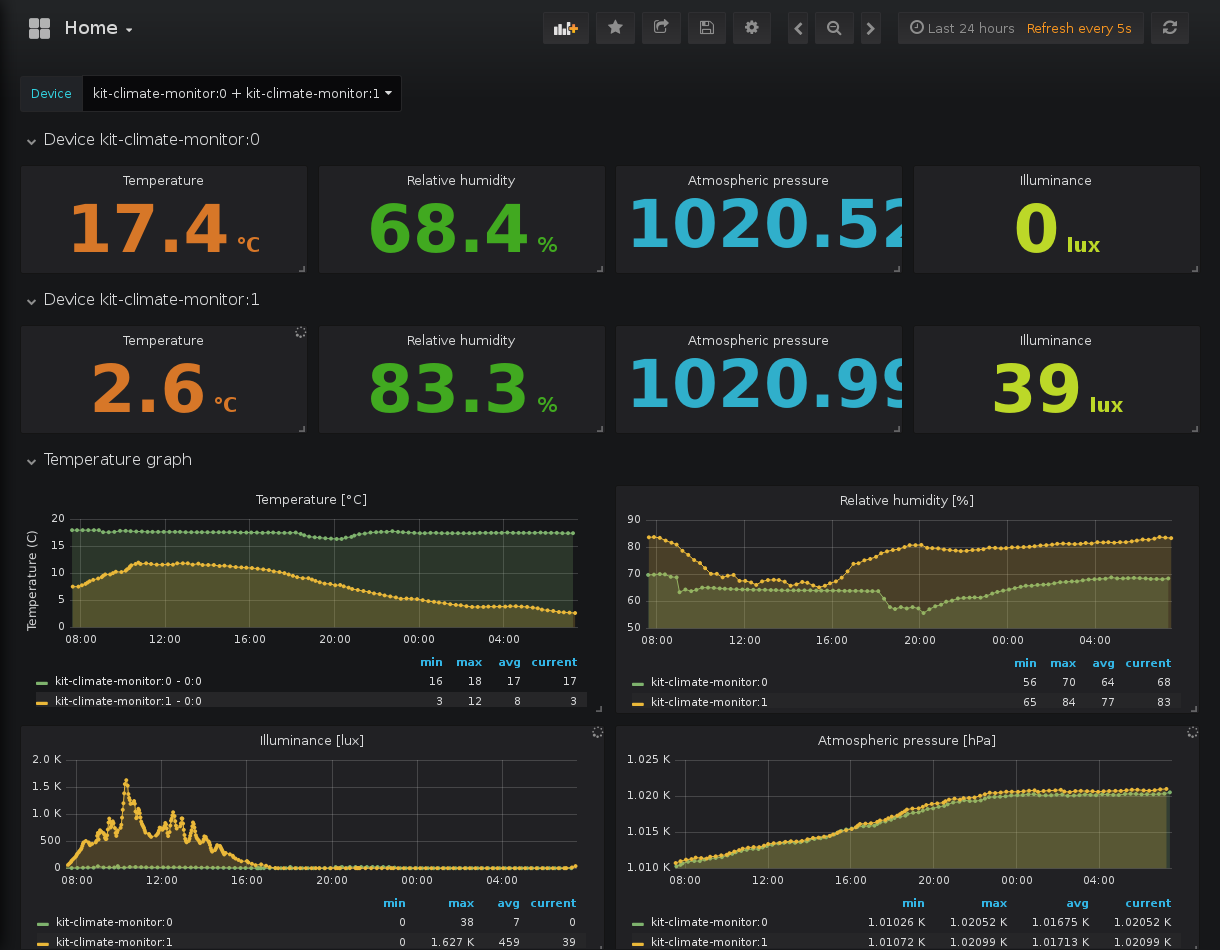 Home
Last 24 hours Refresh every 5s
Device kit-climate-monitor:0 + kit-climate-monitor:1
Device kit-climate-monitor:0
Temperature Relative humidity Atmospheric pressure Illuminance
17.4 °C 68.4 % 1020.52 0 lux
Device kit-climate-monitor:1
Temperature Relative humidity Atmospheric pressure Illuminance
2.6 °C 83.3 % 1020.99 39 lux
Temperature graph
Temperature [°C]
Temperature (C)
20
15
10
5
0
08:00 12:00 16:00 20:00 00:00 04:00
min max avg current
kit-climate-monitor:0 - 0:0 16 18 17 17
kit-climate-monitor:1 - 0:0 3 12 8 3
Relative humidity [%]
90
80
70
60
50
08:00 12:00 16:00 20:00 00:00 04:00
min max avg current
kit-climate-monitor:0 56 70 64 68
kit-climate-monitor:1 65 84 77 83
Illuminance [lux]
2.0 K
1.5 K
1.0 K
500
0
08:00 12:00 16:00 20:00 00:00 04:00
min max avg current
kit-climate-monitor:0 0 38 7 0
kit-climate-monitor:1 0 1.627 K 459 39
Atmospheric pressure [hPa]
1.025 K
1.020 K
1.015 K
1.010 K
08:00 12:00 16:00 20:00 00:00 04:00
min max avg current
kit-climate-monitor:0 1.01026 K 1.02052 K 1.01675 K 1.02052 K
kit-climate-monitor:1 1.01072 K 1.02099 K 1.01713 K 1.02099 K